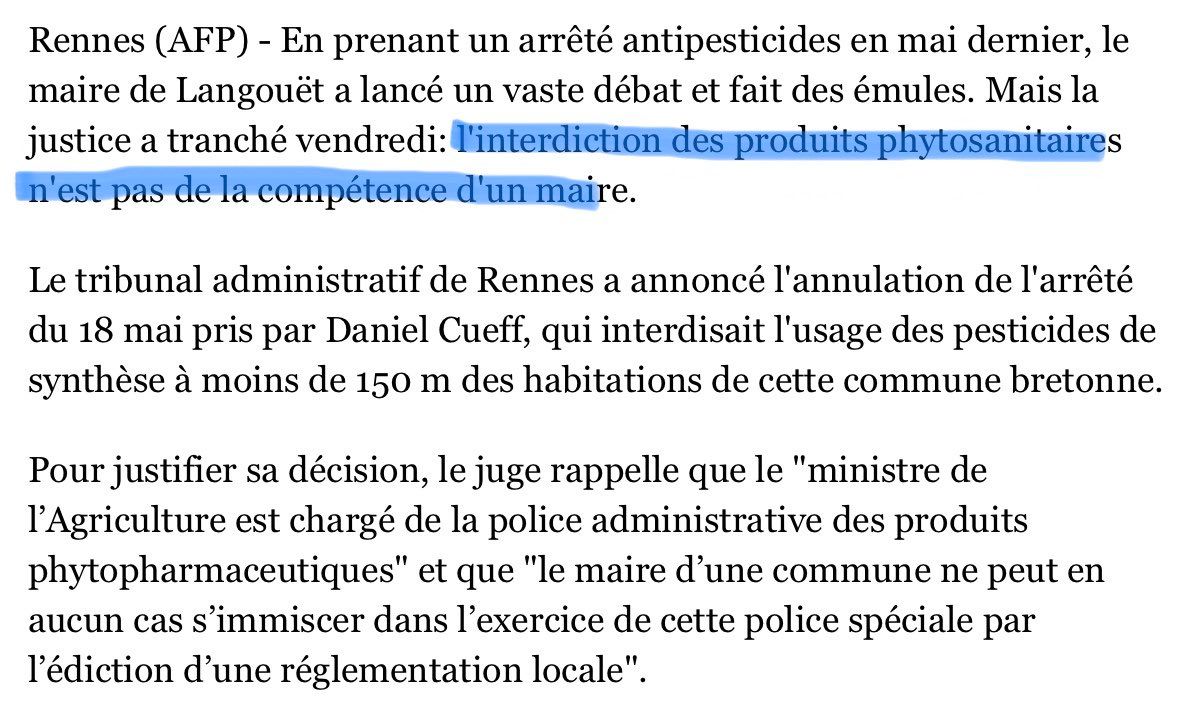 Rennes (AFP) - En prenant un arrêté antipesticides en mai dernier, le
maire de Langouët a lancé un vaste débat et fait des émules. Mais la
justice a tranché vendredi: l'interdiction des produits phytosanitaires
n'est pas de la compétence d'un maire.
Le tribunal administratif de Rennes a annoncé l'annulation de l'arrêté
du 18 mai pris par Daniel Cueff, qui interdisait l'usage des pesticides de
synthèse à moins de 150 m des habitations de cette commune bretonne.
Pour justifier sa décision, le juge rappelle que le "ministre de
l’Agriculture est chargé de la police administrative des produits
phytopharmaceutiques" et que "le maire d’une commune ne peut en
aucun cas s’immiscer dans l’exercice de cette police spéciale par
l’édiction d’une réglementation locale".